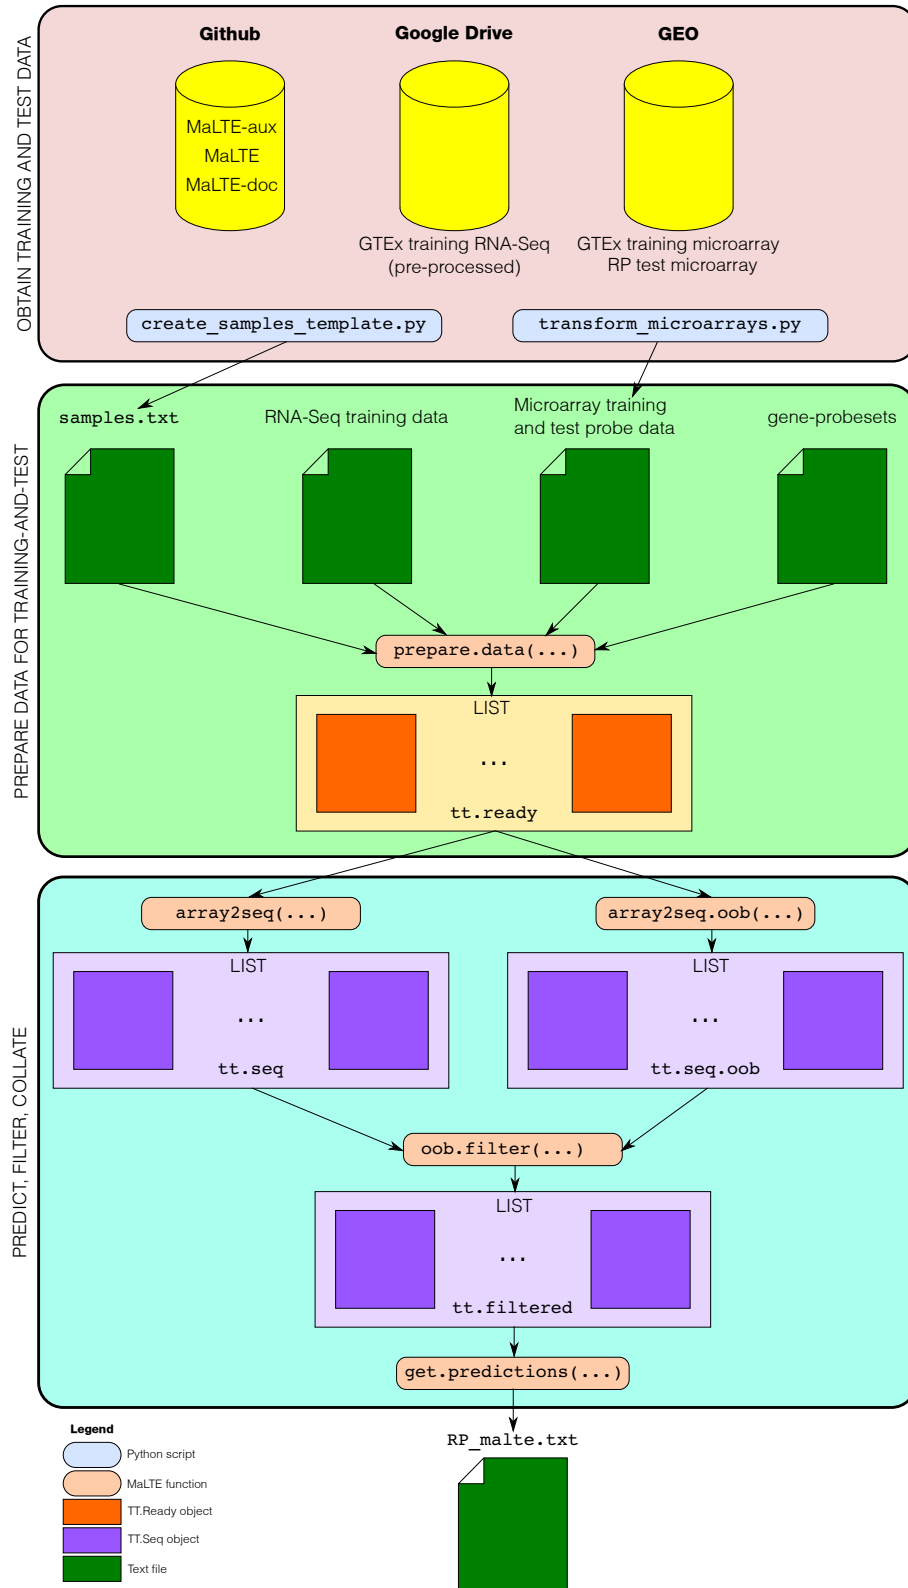 OBTAIN TRAINING AND TEST DATA
Github
Google Drive
GEO
MaLTE-aux
MaLTE
MaLTE-doc
GTEx training RNA-Seq
(pre-processed)
GTEx training microarray
RP test microarray
create_samples_template.py
transform_microarrays.py
PREPARE DATA FOR TRAINING-AND-TEST
samples.txt
RNA-Seq training data
Microarray training
and test probe data
gene-probesets
prepare.data(...)
LIST
...
tt.ready
PREDICT, FILTER, COLLATE
array2seq(...)
array2seq.oob(...)
LIST
...
tt.seq
LIST
...
tt.seq.oob
oob.filter(...)
LIST
...
tt.filtered
get.predictions(...)
RP_malte.txt
Legend
Python script
MaLTE function
TT.Ready object
TT.Seq object
Text file